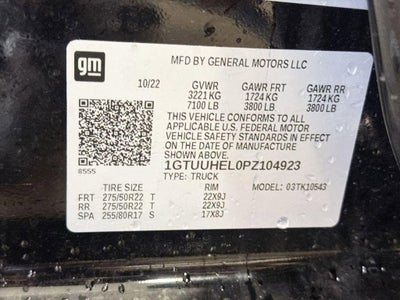 gm
MFD BY GENERAL MOTORS LLC
10/22 GVWR GAWR FRT GAWR RR
3221 KG 1724 KG 1724 KG
7100 LB 3800 LB 3800 LB
THIS VEHICLE CONFORMS TO ALL
APPLICABLE U.S. FEDERAL MOTOR
VEHICLE SAFETY STANDARDS IN
EFFECT ON THE DATE OF MANUFACTURE
SHOWN ABOVE.
8555
1GTUUHEL0PZ104923
TYPE: TRUCK
TIRE SIZE RIM MODEL: 03TK10543
FRT 275/50R22 T 22X9J
RR 275/50R22 T 22X9J
SPA 255/80R17 S 17X8J